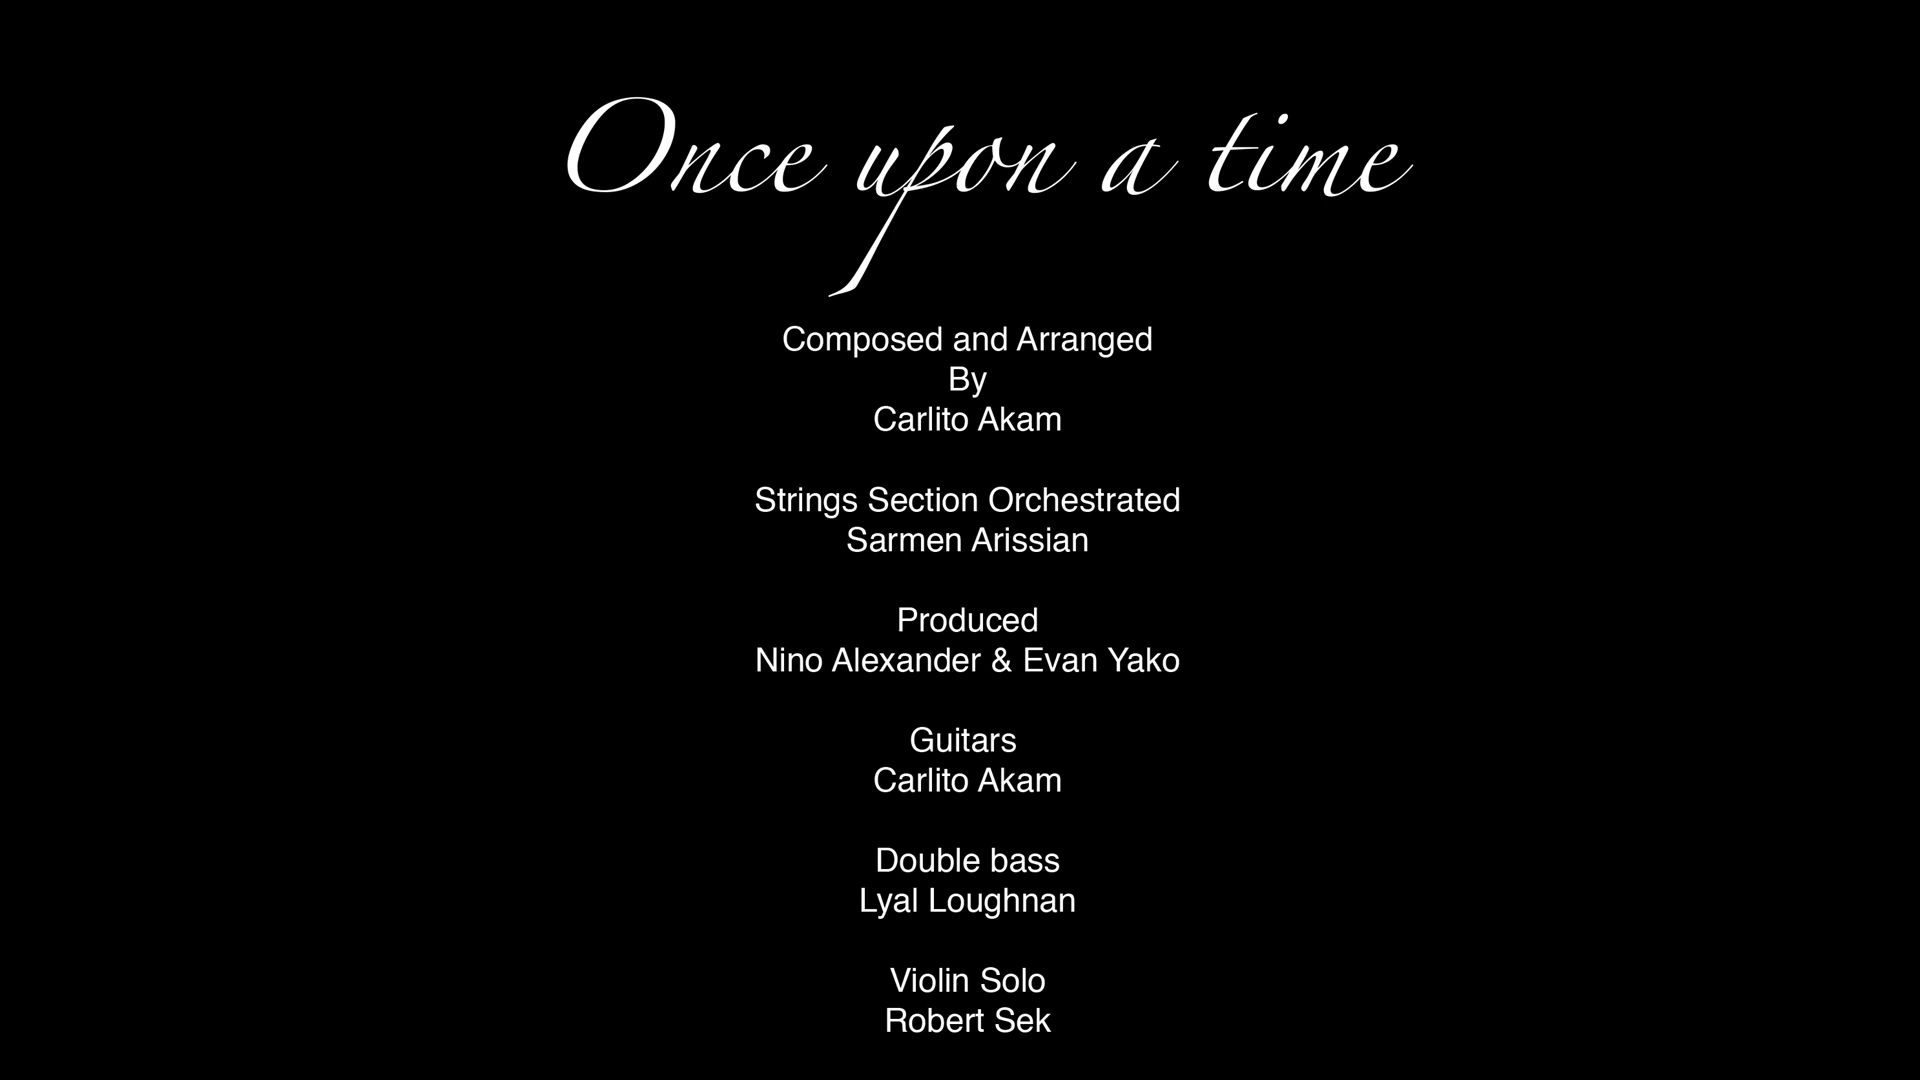 Once upon a time
Composed and Arranged
By
Carlito Akam
Strings Section Orchestrated
Sarmen Arissian
Produced
Nino Alexander & Evan Yako
Guitars
Carlito Akam
Double bass
Lyal Loughnan
Violin Solo
Robert Sek